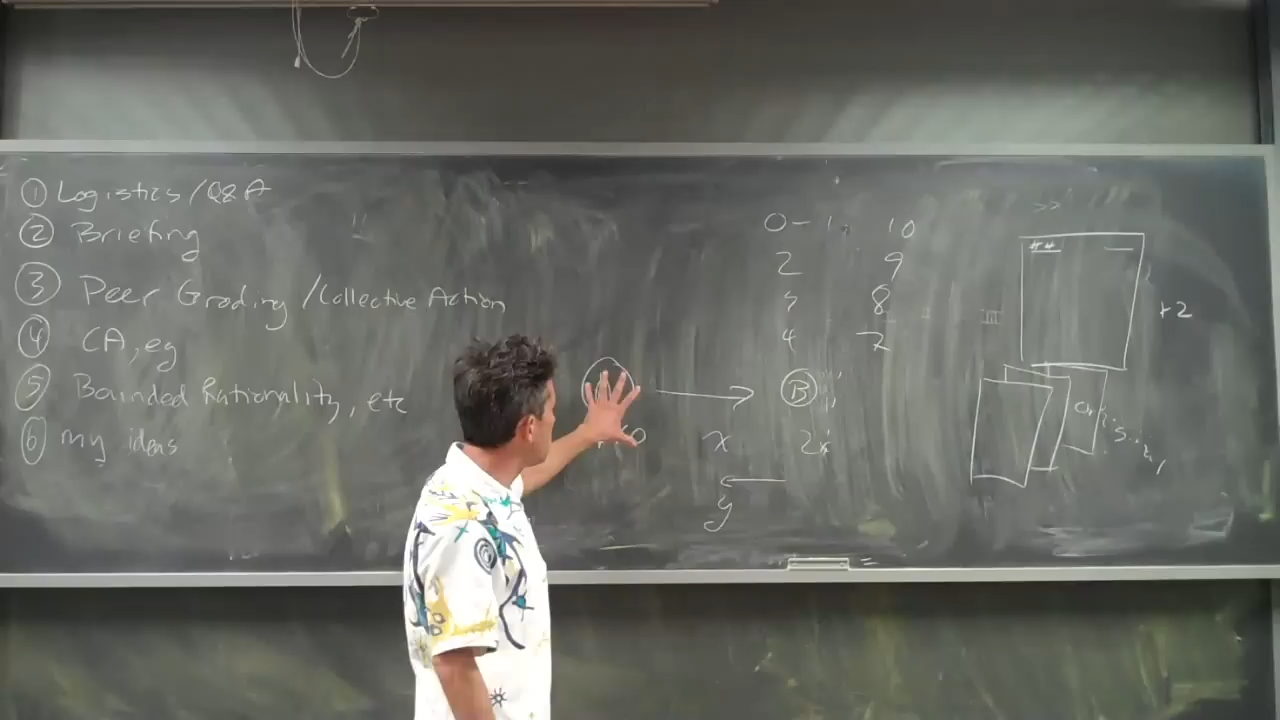 ① Logistics/Q&A
② Briefing
③ Peer Grading/Collective Action
④ CA, eg
⑤ Bounded Rationality, etc
⑥ my ideas
0-1, 10
2 9
3 8
4 7
B
x 2x
y
##
+2